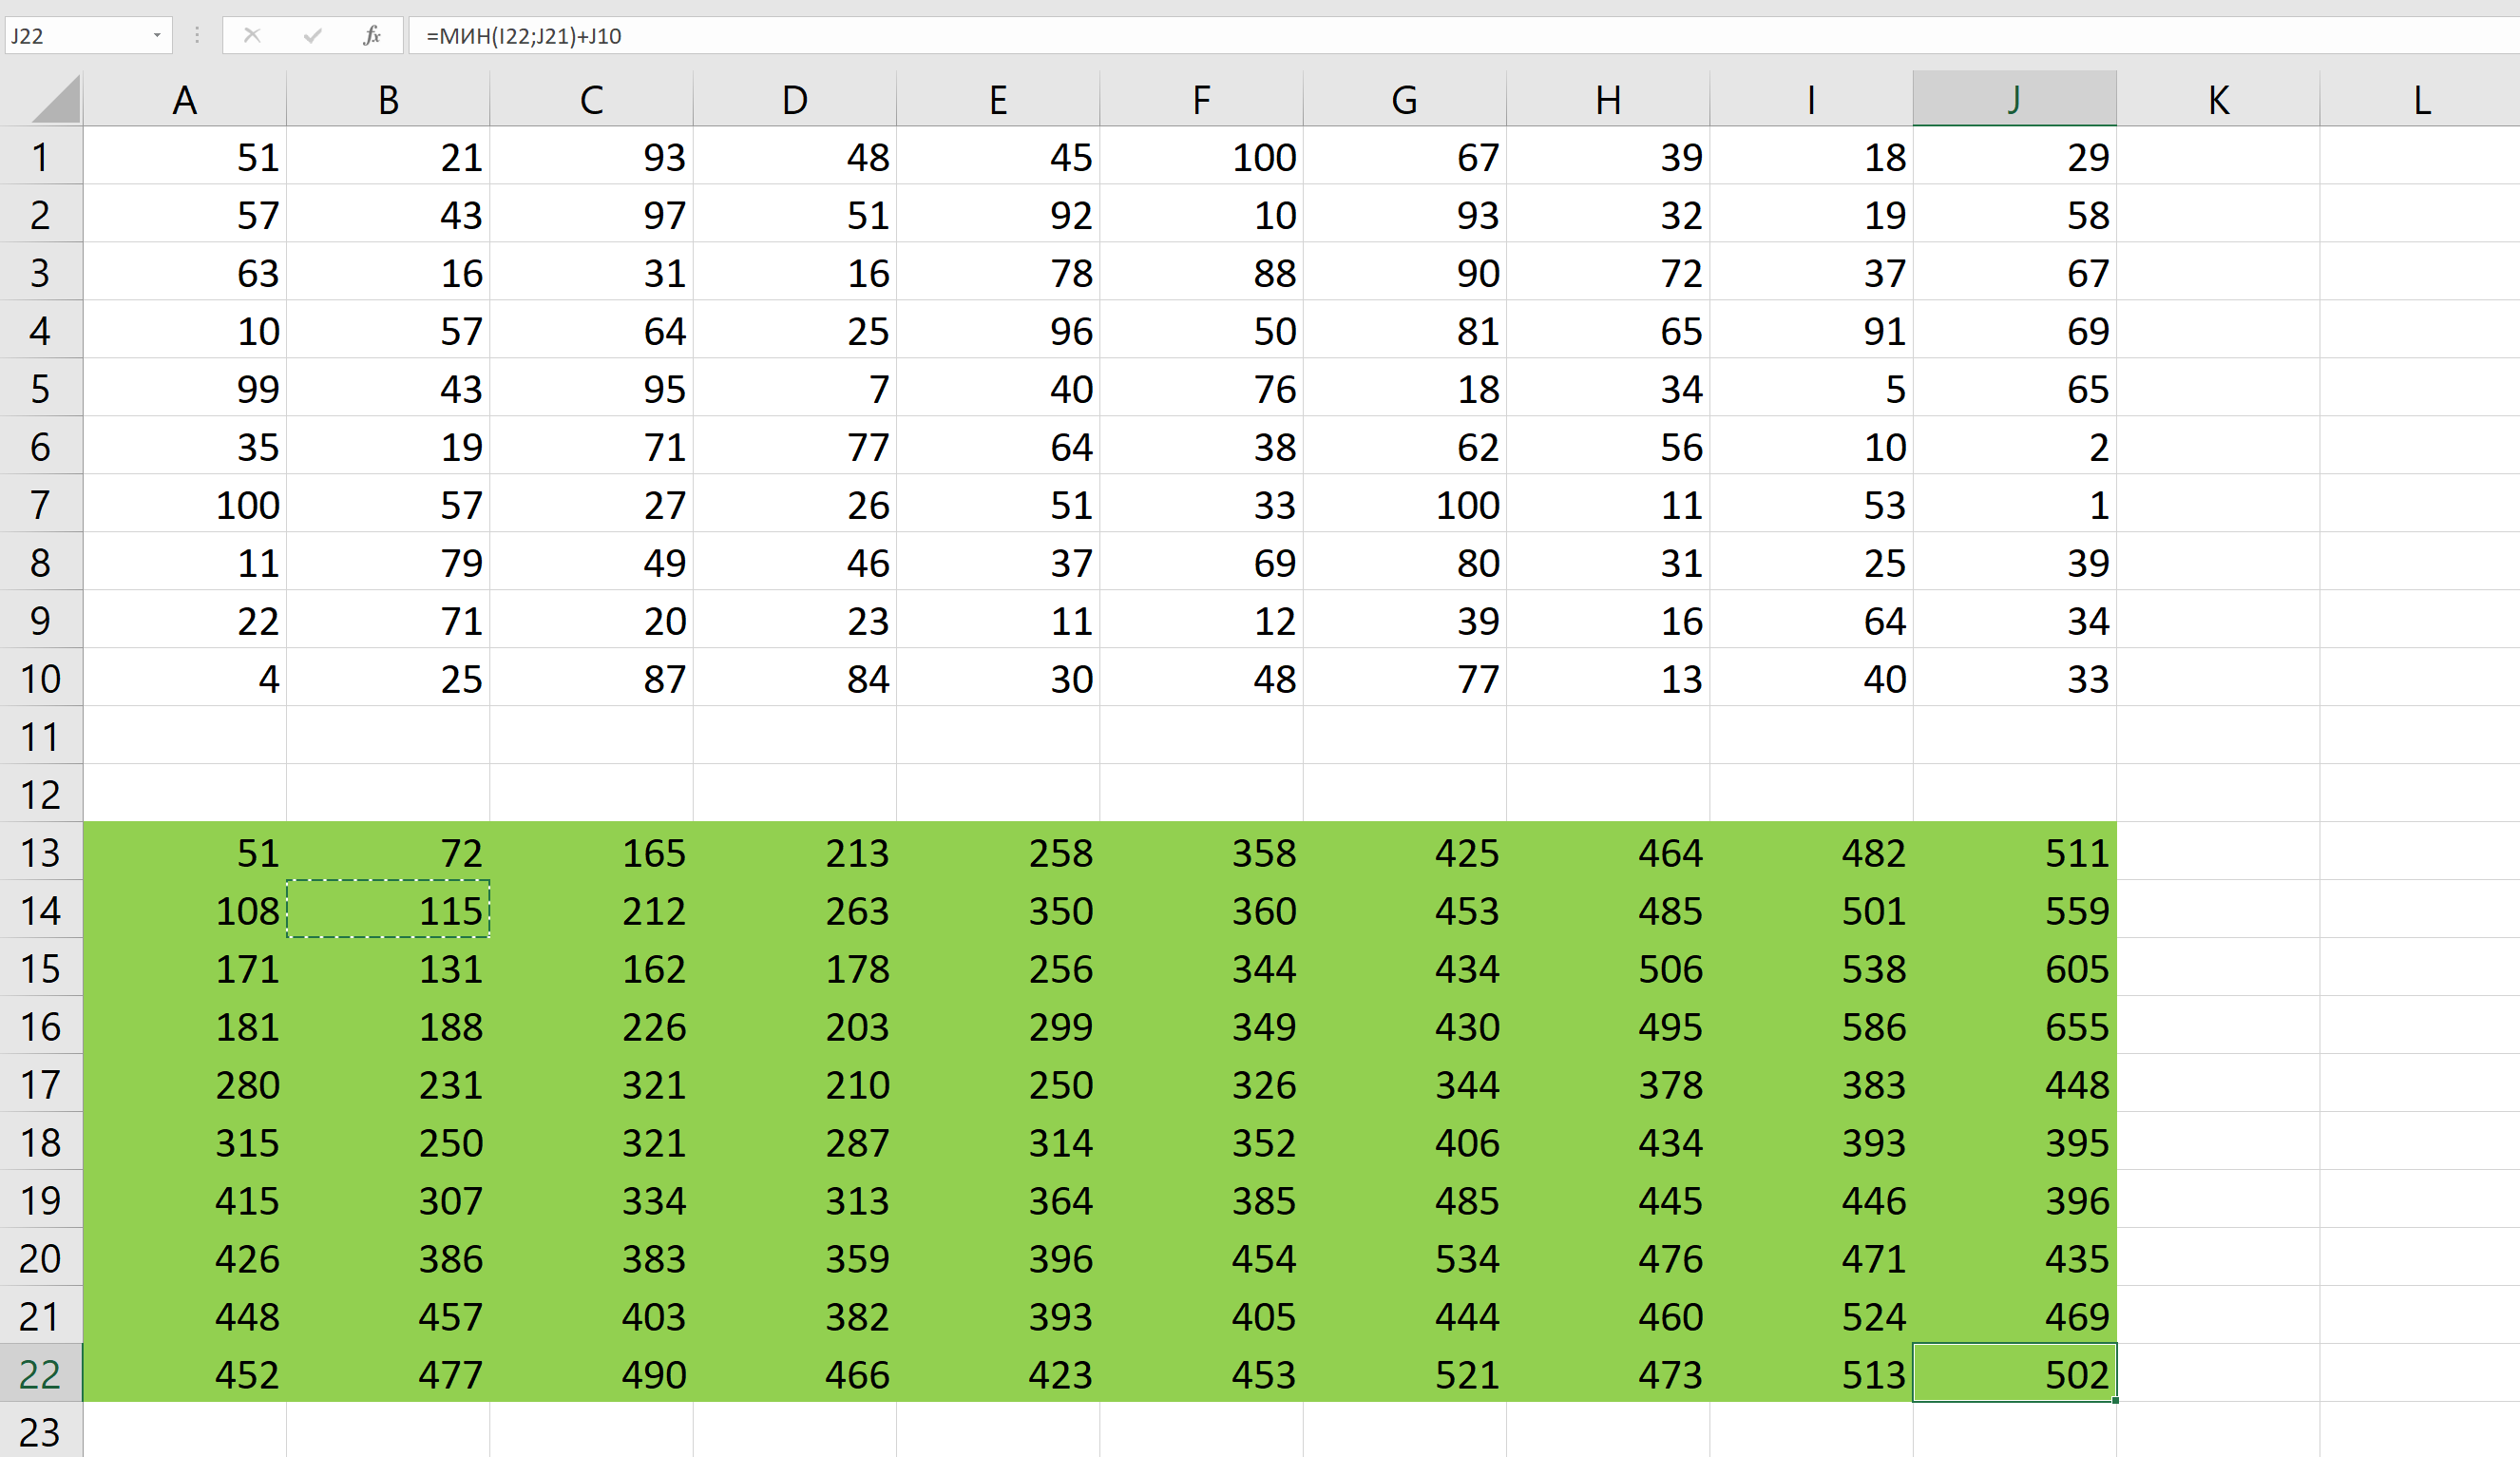 J22 fx =МИН(I22;J21)+J10
A B C D E F G H I J K L
1 51 21 93 48 45 100 67 39 18 29
2 57 43 97 51 92 10 93 32 19 58
3 63 16 31 16 78 88 90 72 37 67
4 10 57 64 25 96 50 81 65 91 69
5 99 43 95 7 40 76 18 34 5 65
6 35 19 71 77 64 38 62 56 10 2
7 100 57 27 26 51 33 100 11 53 1
8 11 79 49 46 37 69 80 31 25 39
9 22 71 20 23 11 12 39 16 64 34
10 4 25 87 84 30 48 77 13 40 33
11
12
13 51 72 165 213 258 358 425 464 482 511
14 108 115 212 263 350 360 453 485 501 559
15 171 131 162 178 256 344 434 506 538 605
16 181 188 226 203 299 349 430 495 586 655
17 280 231 321 210 250 326 344 378 383 448
18 315 250 321 287 314 352 406 434 393 395
19 415 307 334 313 364 385 485 445 446 396
20 426 386 383 359 396 454 534 476 471 435
21 448 457 403 382 393 405 444 460 524 469
22 452 477 490 466 423 453 521 473 513 502
23